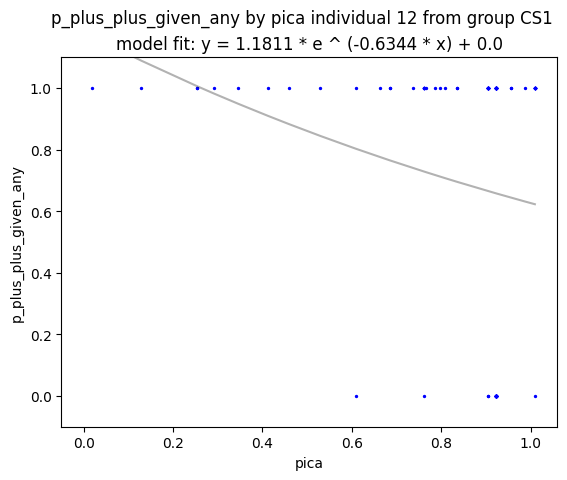 p_plus_plus_given_any by pica individual 12 from group CS1
model fit: y = 1.1811 * e ^ (-0.6344 * x) + 0.0
1.0
0.8
0.6
0.4
0.2
0.0
p_plus_plus_given_any
0.0 0.2 0.4 0.6 0.8 1.0
pica